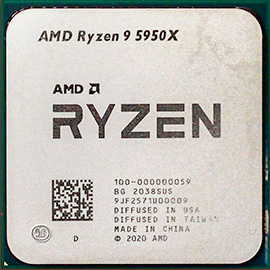 AMD Ryzen 9 5950X
AMD
RYZEN
100-000000059
BG 2038SUS
9JF2571U00009
DIFFUSED IN USA
DIFFUSED IN TAIWAN
MADE IN CHINA
D © 2020 AMD